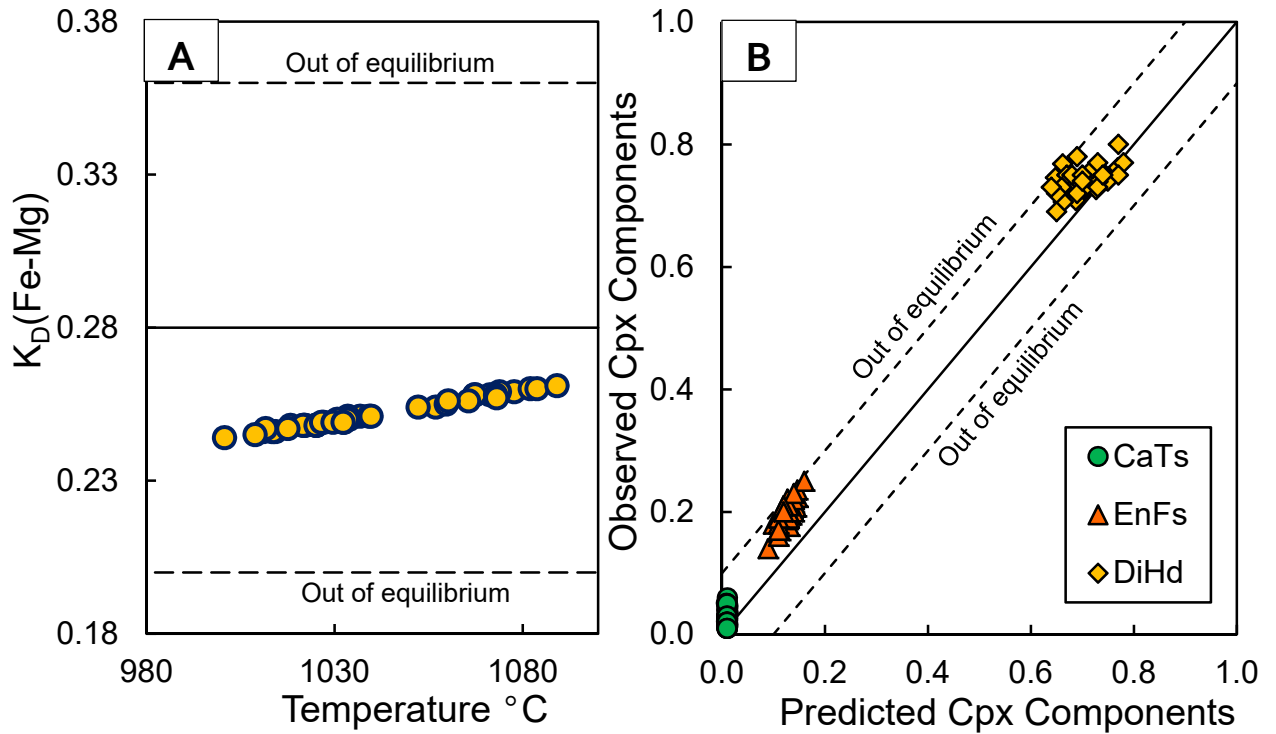 A
0.38
0.33
0.28
0.23
0.18
K_D(Fe-Mg)
Out of equilibrium
Out of equilibrium
980
1030
1080
Temperature °C
B
1.0
0.8
0.6
0.4
0.2
0.0
Observed Cpx Components
Out of equilibrium
Out of equilibrium
CaTs
EnFs
DiHd
0.0
0.2
0.4
0.6
0.8
1.0
Predicted Cpx Components